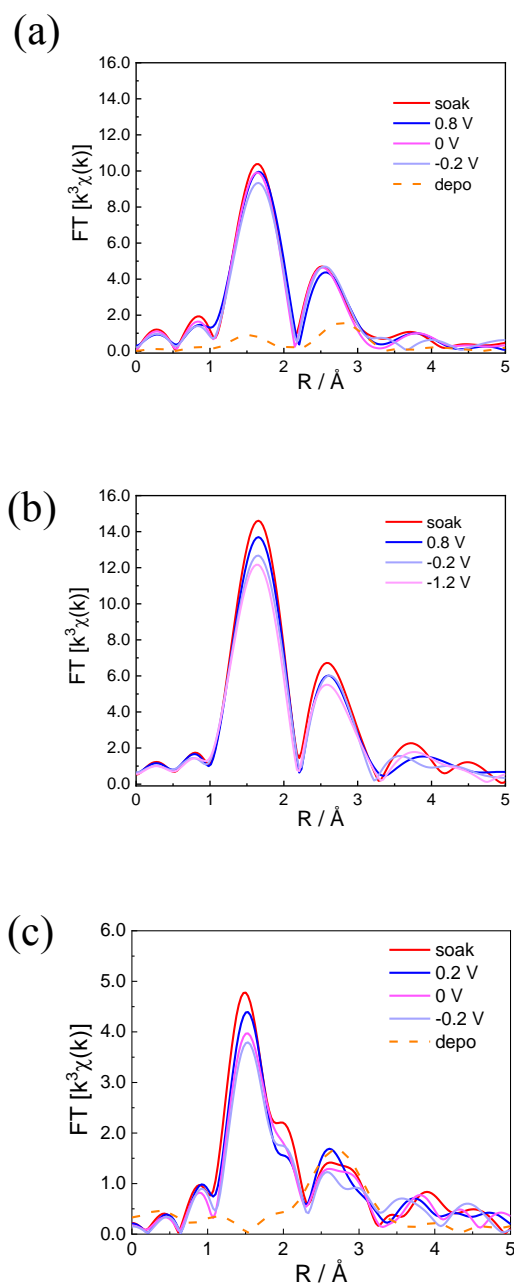 (a)
16.0
14.0
12.0
10.0
8.0
6.0
4.0
2.0
0.0
FT [k³χ(k)]
soak
0.8 V
0 V
-0.2 V
depo
0 1 2 3 4 5
R / Å
(b)
16.0
14.0
12.0
10.0
8.0
6.0
4.0
2.0
0.0
FT [k³χ(k)]
soak
0.8 V
-0.2 V
-1.2 V
0 1 2 3 4 5
R / Å
(c)
6.0
5.0
4.0
3.0
2.0
1.0
0.0
FT [k³χ(k)]
soak
0.2 V
0 V
-0.2 V
depo
0 1 2 3 4 5
R / Å